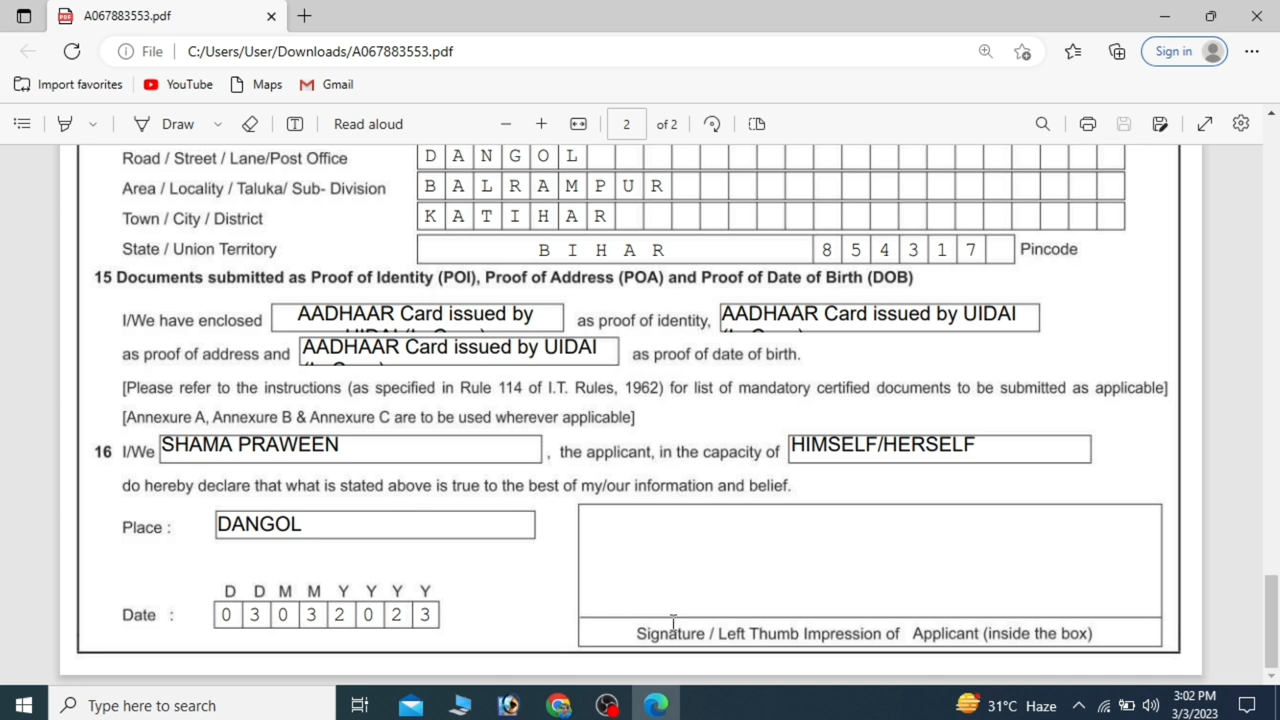 A067883553.pdf
File C:/Users/User/Downloads/A067883553.pdf Sign in
Import favorites YouTube Maps Gmail
Draw Read aloud 2 of 2
Road / Street / Lane/Post Office D A N G O L
Area / Locality / Taluka/ Sub- Division B A L R A M P U R
Town / City / District K A T I H A R
State / Union Territory B I H A R 8 5 4 3 1 7 Pincode
15 Documents submitted as Proof of Identity (POI), Proof of Address (POA) and Proof of Date of Birth (DOB)
I/We have enclosed AADHAAR Card issued by as proof of identity, AADHAAR Card issued by UIDAI
as proof of address and AADHAAR Card issued by UIDAI as proof of date of birth.
[Please refer to the instructions (as specified in Rule 114 of I.T. Rules, 1962) for list of mandatory certified documents to be submitted as applicable]
[Annexure A, Annexure B & Annexure C are to be used wherever applicable]
16 I/We SHAMA PRAWEEN , the applicant, in the capacity of HIMSELF/HERSELF
do hereby declare that what is stated above is true to the best of my/our information and belief.
Place : DANGOL
D D M M Y Y Y Y
Date : 0 3 0 3 2 0 2 3
Signature / Left Thumb Impression of Applicant (inside the box)
Type here to search 31°C Haze 3:02 PM
3/3/2023